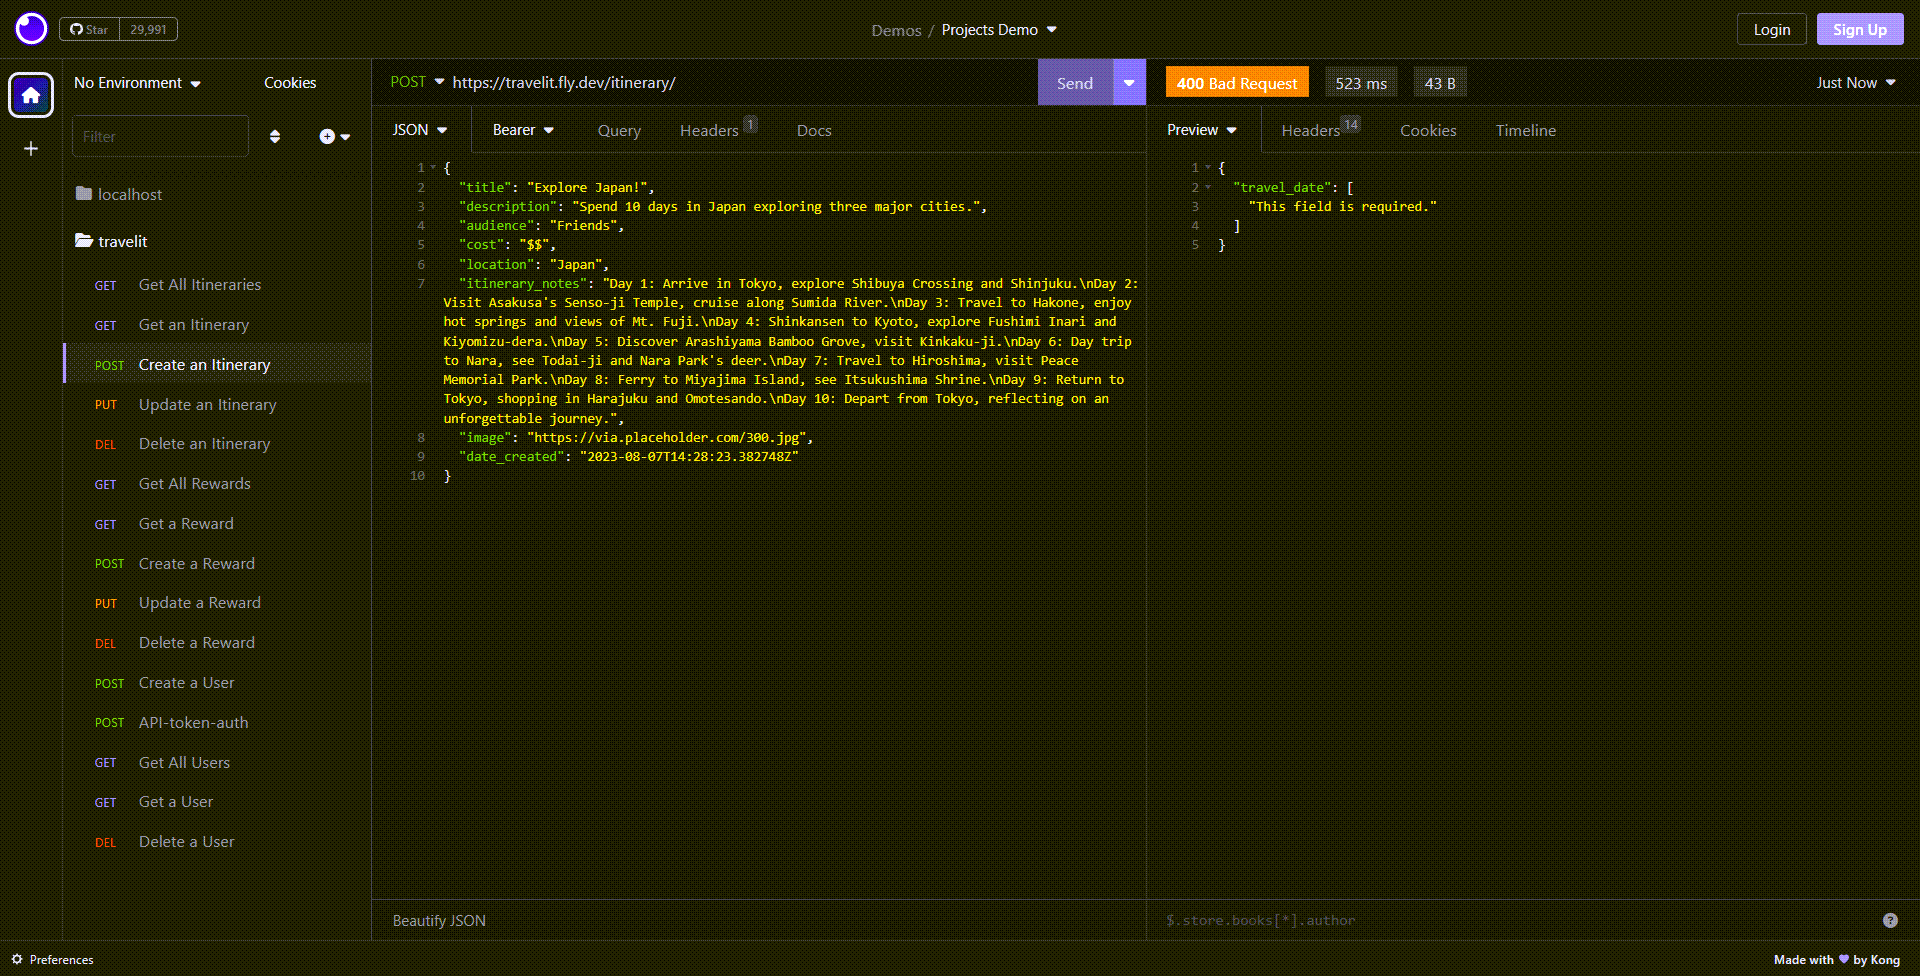 Star 29,991
Demos / Projects Demo
Login Sign Up
No Environment Cookies
Filter
localhost
travelit
GET Get All Itineraries
GET Get an Itinerary
POST Create an Itinerary
PUT Update an Itinerary
DEL Delete an Itinerary
GET Get All Rewards
GET Get a Reward
POST Create a Reward
PUT Update a Reward
DEL Delete a Reward
POST Create a User
POST API-token-auth
GET Get All Users
GET Get a User
DEL Delete a User
POST https://travelit.fly.dev/itinerary/ Send
JSON Bearer Query Headers 1 Docs
1 {
2 "title": "Explore Japan!",
3 "description": "Spend 10 days in Japan exploring three major cities.",
4 "audience": "Friends",
5 "cost": "$$",
6 "location": "Japan",
7 "itinerary_notes": "Day 1: Arrive in Tokyo, explore Shibuya Crossing and Shinjuku.\nDay 2:
Visit Asakusa's Senso-ji Temple, cruise along Sumida River.\nDay 3: Travel to Hakone, enjoy
hot springs and views of Mt. Fuji.\nDay 4: Shinkansen to Kyoto, explore Fushimi Inari and
Kiyomizu-dera.\nDay 5: Discover Arashiyama Bamboo Grove, visit Kinkaku-ji.\nDay 6: Day trip
to Nara, see Todai-ji and Nara Park's deer.\nDay 7: Travel to Hiroshima, visit Peace
Memorial Park.\nDay 8: Ferry to Miyajima Island, see Itsukushima Shrine.\nDay 9: Return to
Tokyo, shopping in Harajuku and Omotesando.\nDay 10: Depart from Tokyo, reflecting on an
unforgettable journey.",
8 "image": "https://via.placeholder.com/300.jpg",
9 "date_created": "2023-08-07T14:28:23.382748Z"
10 }
Beautify JSON
400 Bad Request 523 ms 43 B Just Now
Preview Headers 14 Cookies Timeline
1 {
2 "travel_date": [
3 "This field is required."
4 ]
5 }
$.store.books[*].author ?
Preferences
Made with ♥ by Kong